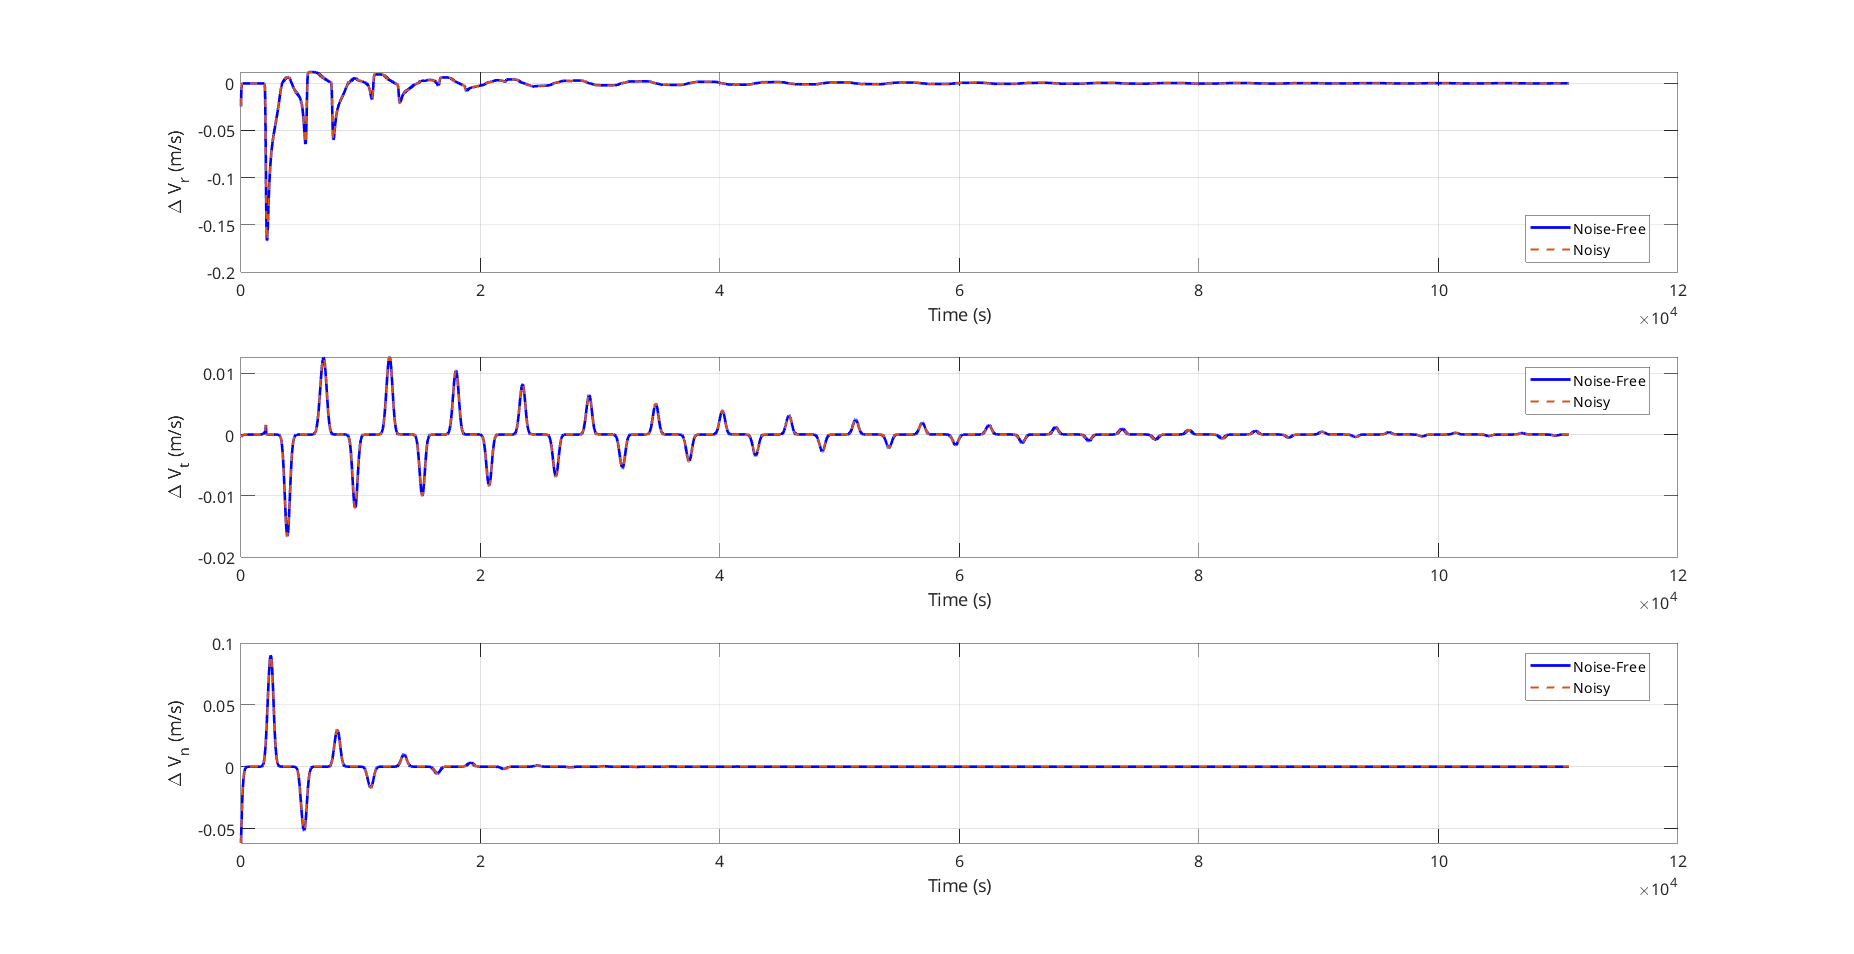 0
-0.05
-0.1
-0.15
-0.2
Δ V_r (m/s)
0 2 4 6 8 10 12
Time (s)
×10^4
Noise-Free
Noisy
0.01
0
-0.01
-0.02
Δ V_t (m/s)
0 2 4 6 8 10 12
Time (s)
×10^4
Noise-Free
Noisy
0.1
0.05
0
-0.05
Δ V_n (m/s)
0 2 4 6 8 10 12
Time (s)
×10^4
Noise-Free
Noisy